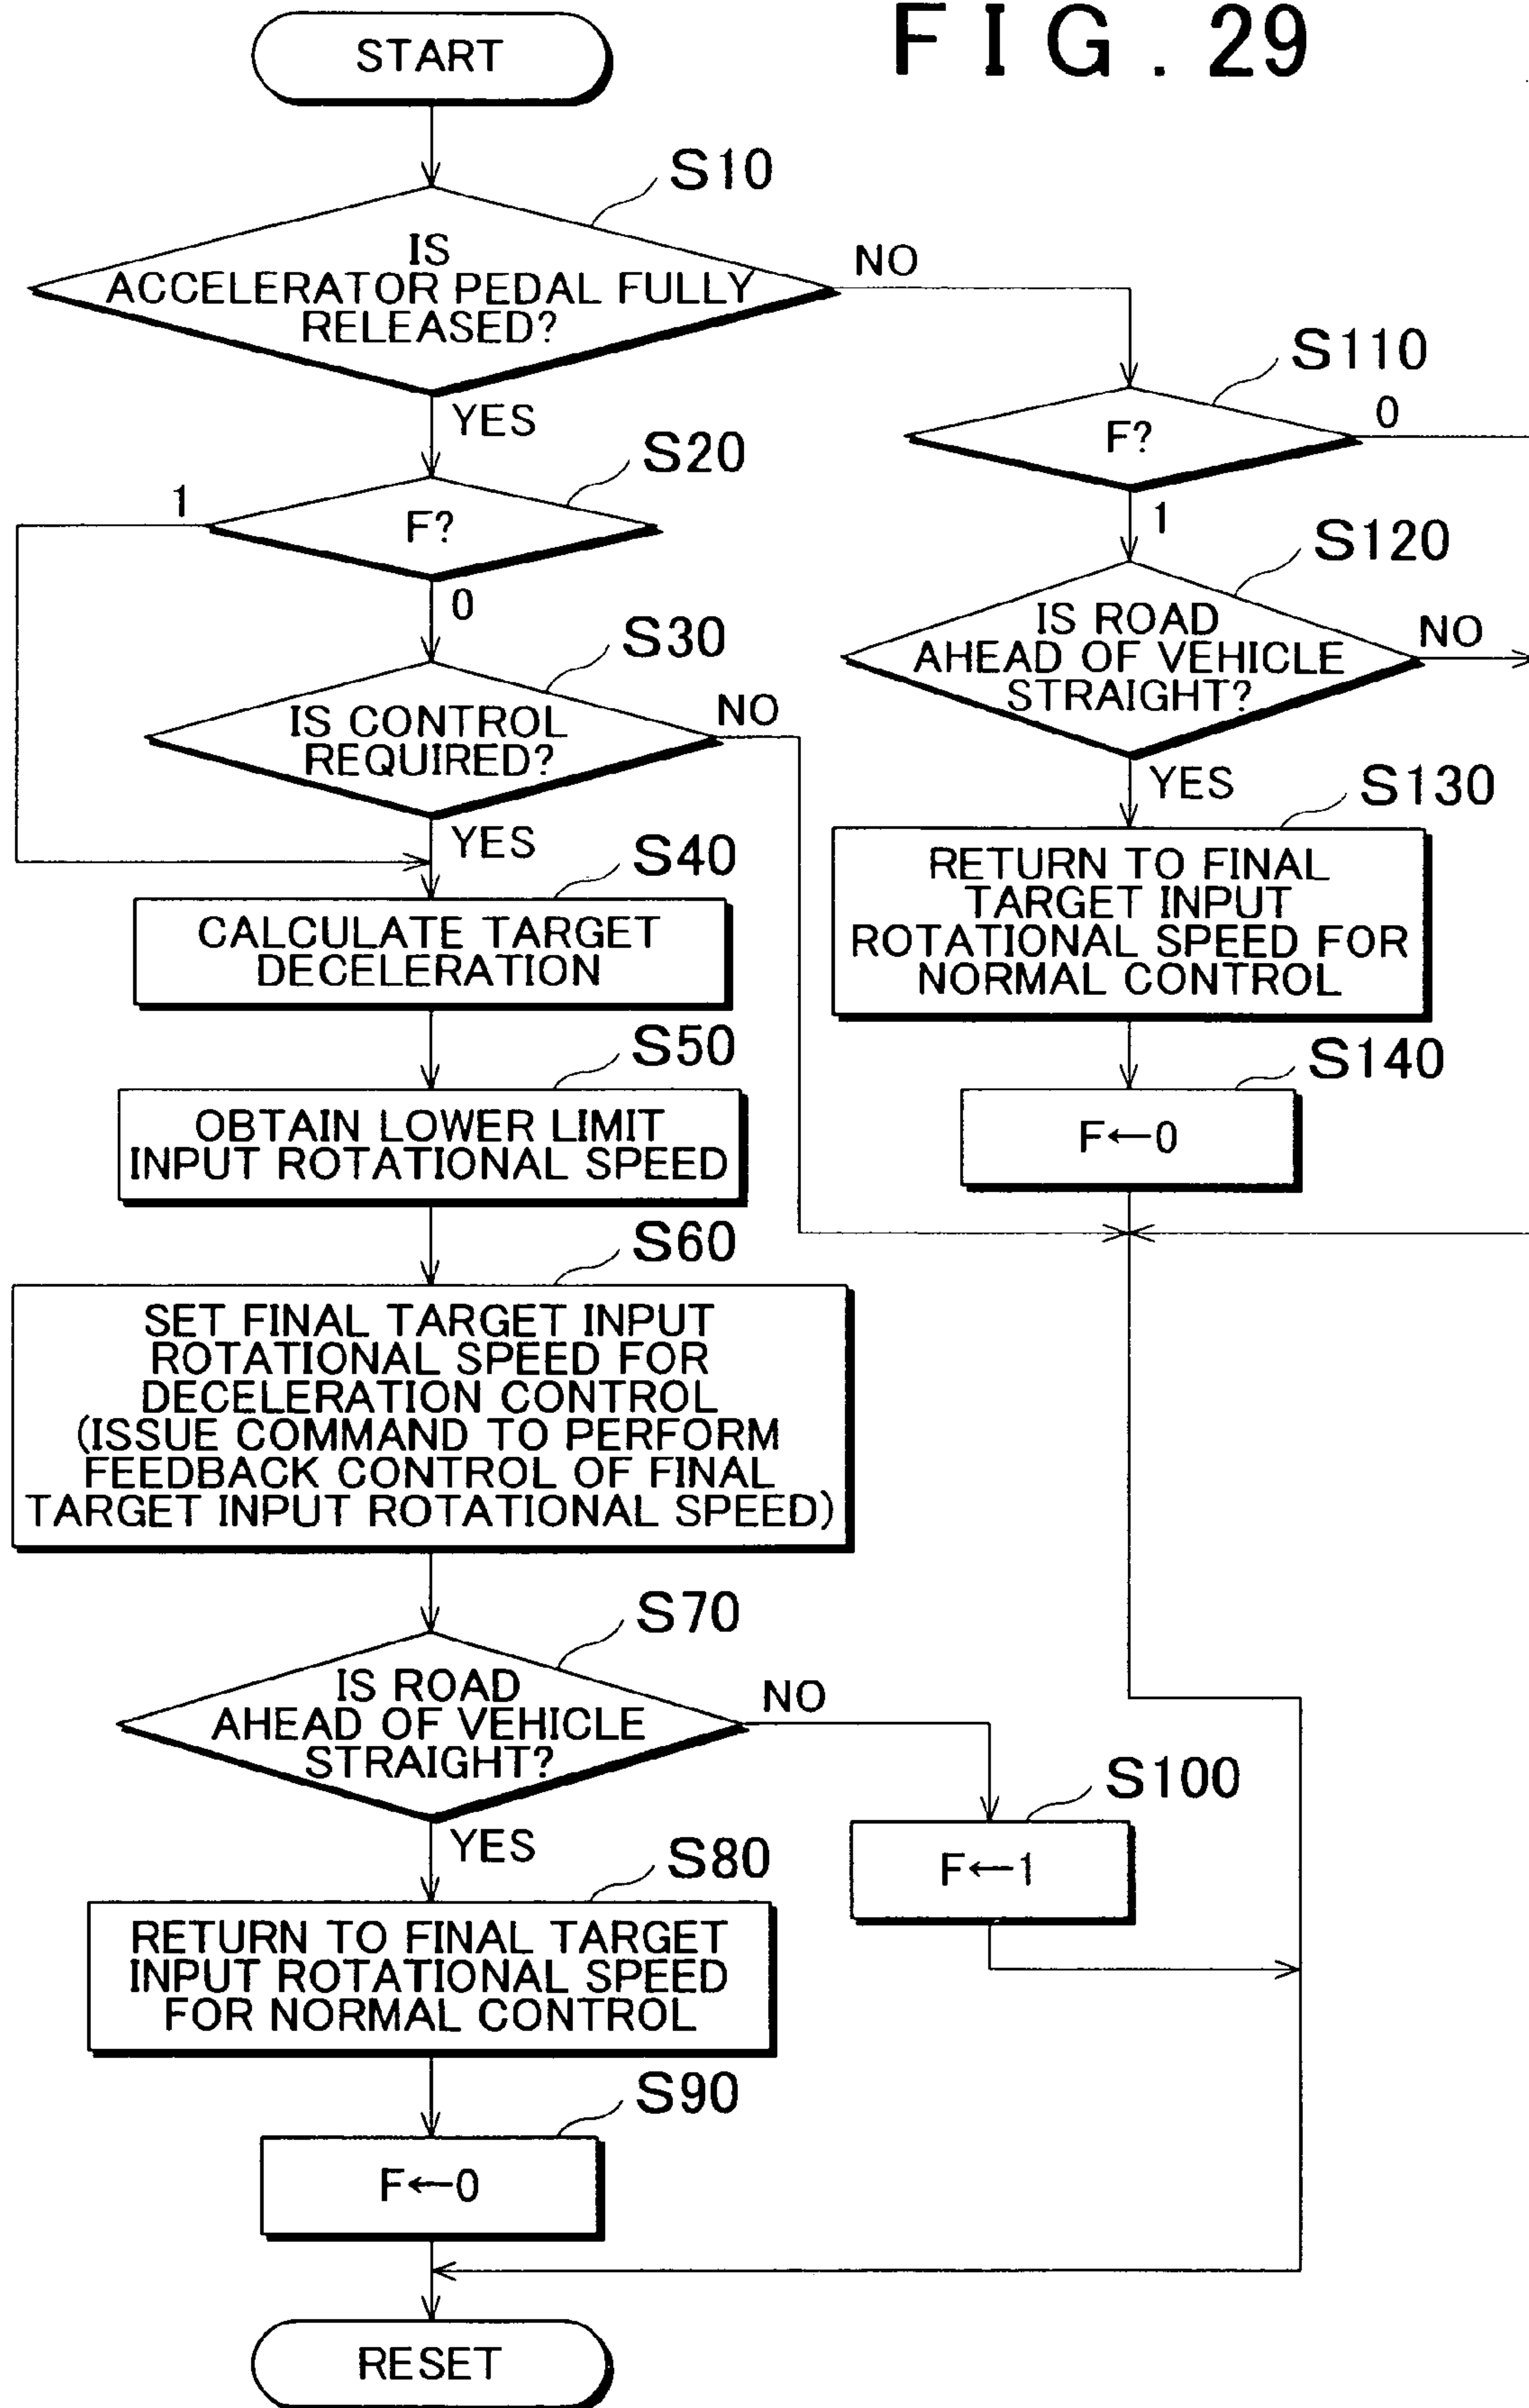 FIG. 29
START
S10
IS
ACCELERATOR PEDAL FULLY
RELEASED?
NO
YES
S110
F?
0
1
S20
F?
1
0
S120
IS ROAD
AHEAD OF VEHICLE
STRAIGHT?
NO
YES
S30
IS CONTROL
REQUIRED?
NO
YES
S130
RETURN TO FINAL
TARGET INPUT
ROTATIONAL SPEED FOR
NORMAL CONTROL
S40
CALCULATE TARGET
DECELERATION
S140
F←0
S50
OBTAIN LOWER LIMIT
INPUT ROTATIONAL SPEED
S60
SET FINAL TARGET INPUT
ROTATIONAL SPEED FOR
DECELERATION CONTROL
(ISSUE COMMAND TO PERFORM
FEEDBACK CONTROL OF FINAL
TARGET INPUT ROTATIONAL SPEED)
S70
IS ROAD
AHEAD OF VEHICLE
STRAIGHT?
NO
YES
S100
F←1
S80
RETURN TO FINAL TARGET
INPUT ROTATIONAL SPEED
FOR NORMAL CONTROL
S90
F←0
RESET